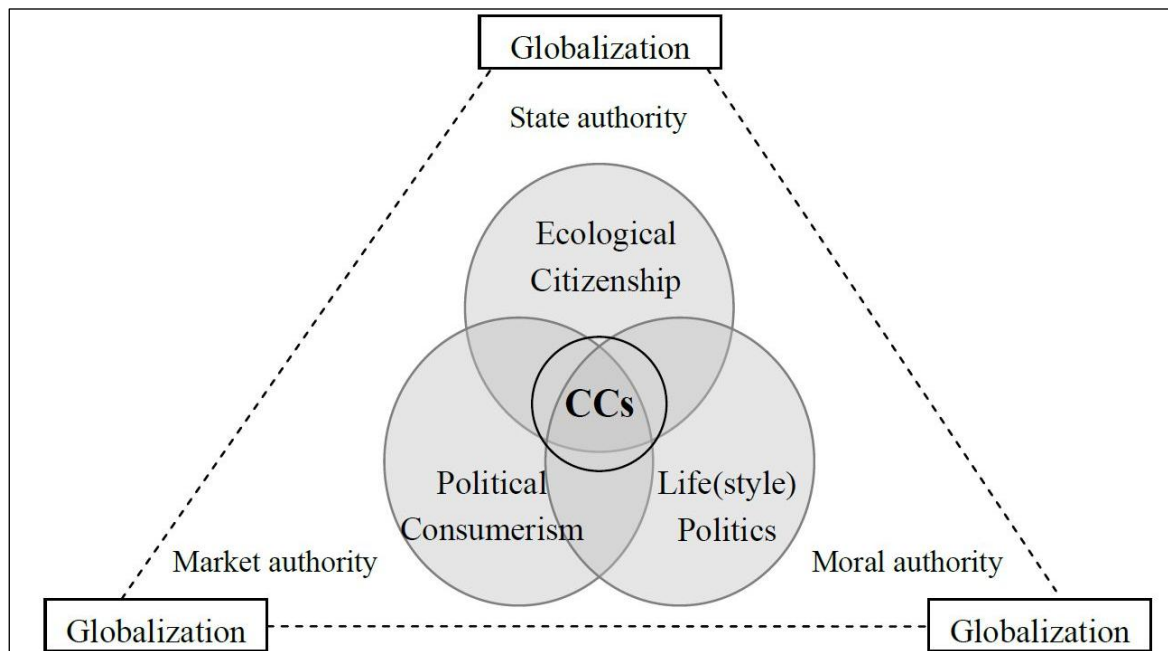 Globalization
State authority
Ecological
Citizenship
CCs
Political
Consumerism
Life(style)
Politics
Market authority
Moral authority
Globalization
Globalization